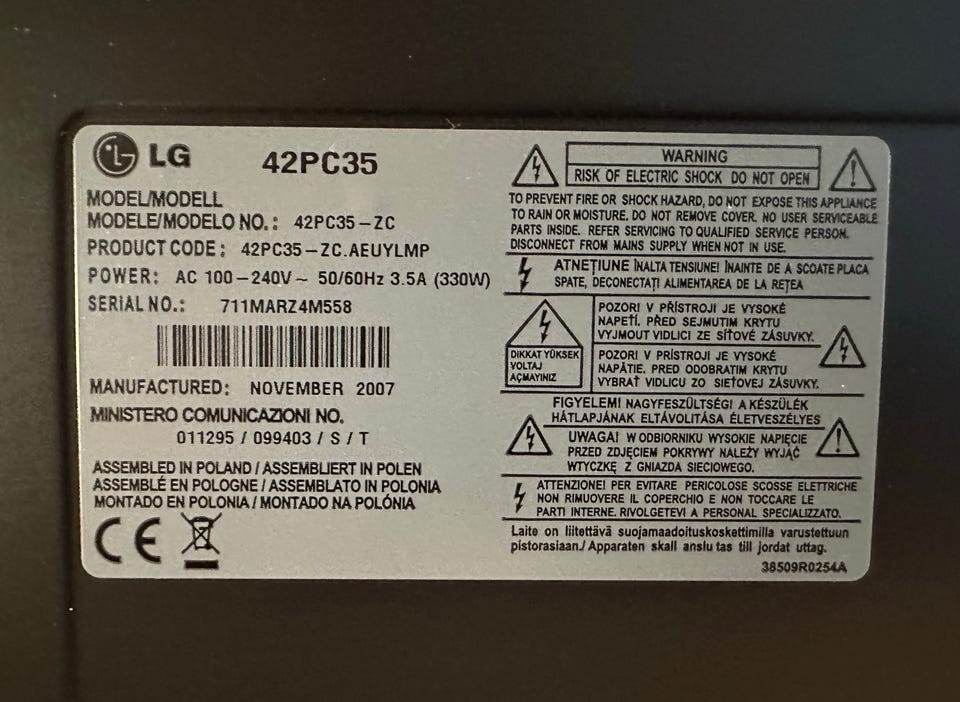 LG 42PC35
MODEL/MODELL
MODELE/MODELO NO.: 42PC35-ZC
PRODUCT CODE: 42PC35-ZC.AEUYLMP
POWER: AC 100-240V~ 50/60Hz 3.5A (330W)
SERIAL NO.: 711MARZ4M558
MANUFACTURED: NOVEMBER 2007
MINISTERO COMUNICAZIONI NO.
011295 / 099403 / S / T
ASSEMBLED IN POLAND / ASSEMBLIERT IN POLEN
ASSEMBLÉ EN POLOGNE / ASSEMBLATO IN POLONIA
MONTADO EN POLONIA / MONTADO NA POLÓNIA
CE
WARNING
RISK OF ELECTRIC SHOCK DO NOT OPEN
TO PREVENT FIRE OR SHOCK HAZARD, DO NOT EXPOSE THIS APPLIANCE
TO RAIN OR MOISTURE. DO NOT REMOVE COVER. NO USER SERVICEABLE
PARTS INSIDE. REFER SERVICING TO QUALIFIED SERVICE PERSON.
DISCONNECT FROM MAINS SUPPLY WHEN NOT IN USE.
ATNEŢIUNE ÎNALTA TENSIUNE! ÎNAINTE DE A SCOATE PLACA
SPATE, DECONECTAŢI ALIMENTAREA DE LA REŢEA
DIKKAT YÜKSEK
VOLTAJ
AÇMAYINIZ
POZOR! V PŘÍSTROJI JE VYSOKÉ
NAPETÍ. PŘED SEJMUTIM KRYTU
VYJMOUT VIDLICI ZE SÍŤOVÉ ZÁSUVKY.
POZOR! V PRÍSTROJI JE VYSOKÉ
NAPÄTIE. PRED ODOBRATIM KRYTU
VYBRAŤ VIDLICU ZO SIEŤOVEJ ZÁSUVKY.
FIGYELEM! NAGYFESZÜLTSÉG! A KÉSZÜLÉK
HÁTLAPJÁNAK ELTÁVOLÍTÁSA ÉLETVESZÉLYES
UWAGA! W ODBIORNIKU WYSOKIE NAPIĘCIE
PRZED ZDJĘCIEM POKRYWY NALEŻY WYJĄĆ
WTYCZKĘ Z GNIAZDA SIECIOWEGO.
ATTENZIONE! PER EVITARE PERICOLOSE SCOSSE ELETTRICHE
NON RIMUOVERE IL COPERCHIO E NON TOCCARE LE
PARTI INTERNE. RIVOLGETEVI A PERSONAL SPECIALIZZATO.
Laite on liitettävä suojamaadoituskoskettimilla varustettuun
pistorasiaan./ Apparaten skall anslu tas till jordat uttag.
38509R0254A